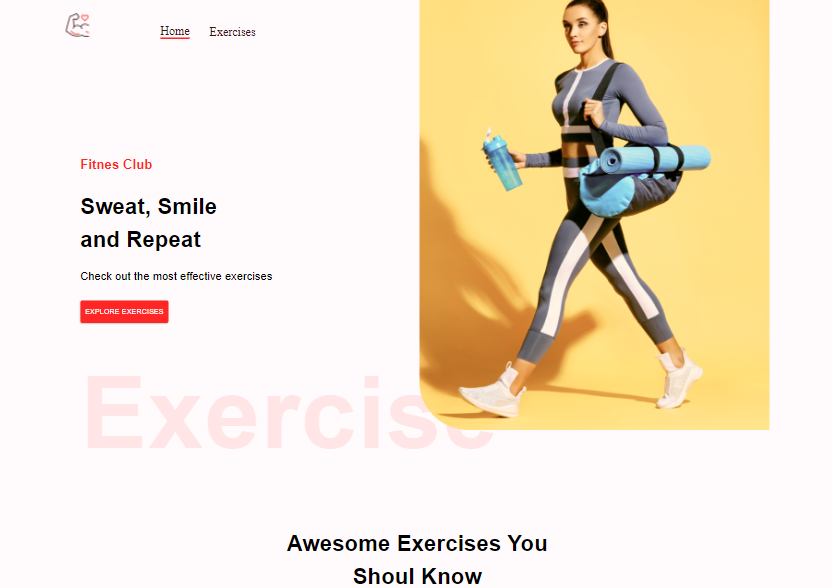 Home Exercises
Fitnes Club
Sweat, Smile
and Repeat
Check out the most effective exercises
EXPLORE EXERCISES
Exercise
Awesome Exercises You
Shoul Know